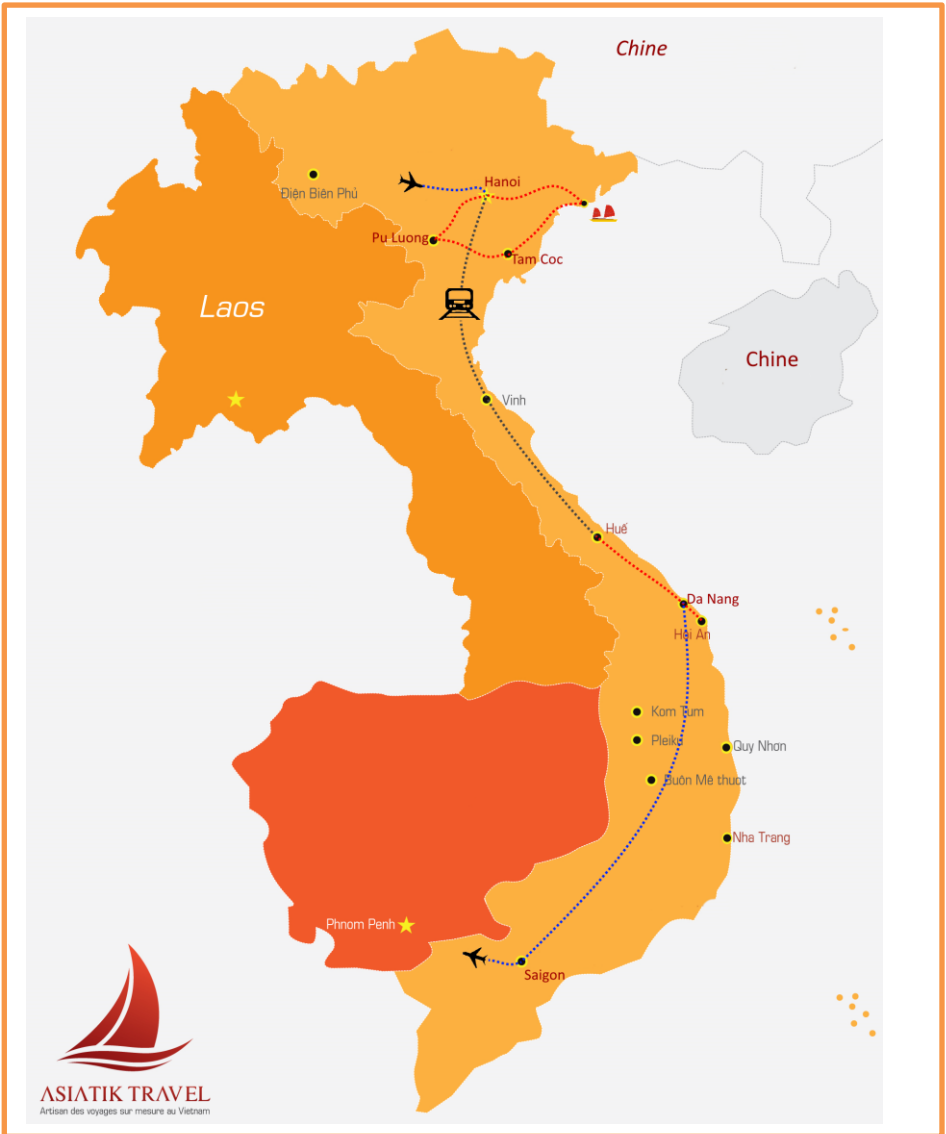 Chine
Hanoi
Điện Biên Phủ
Pu Luong
Tam Coc
Laos
Chine
Vinh
Huế
Da Nang
Hội An
Kom Tum
Pleiku
Quy Nhơn
Buôn Mê thuot
Nha Trang
Phnom Penh
Saigon
ASIATIK TRAVEL
Artisan des voyages sur mesure au Vietnam